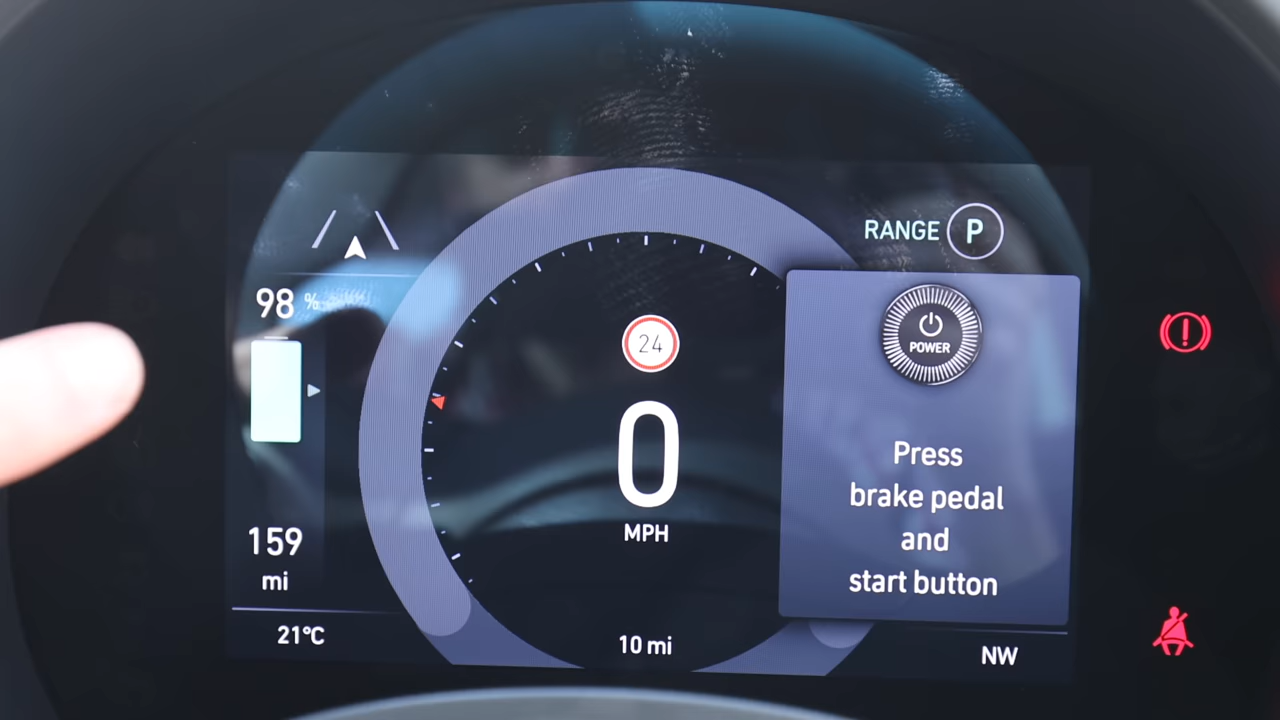 RANGE P
98 %
POWER
24
0
MPH
Press
brake pedal
and
start button
159
mi
21°C
10 mi
NW